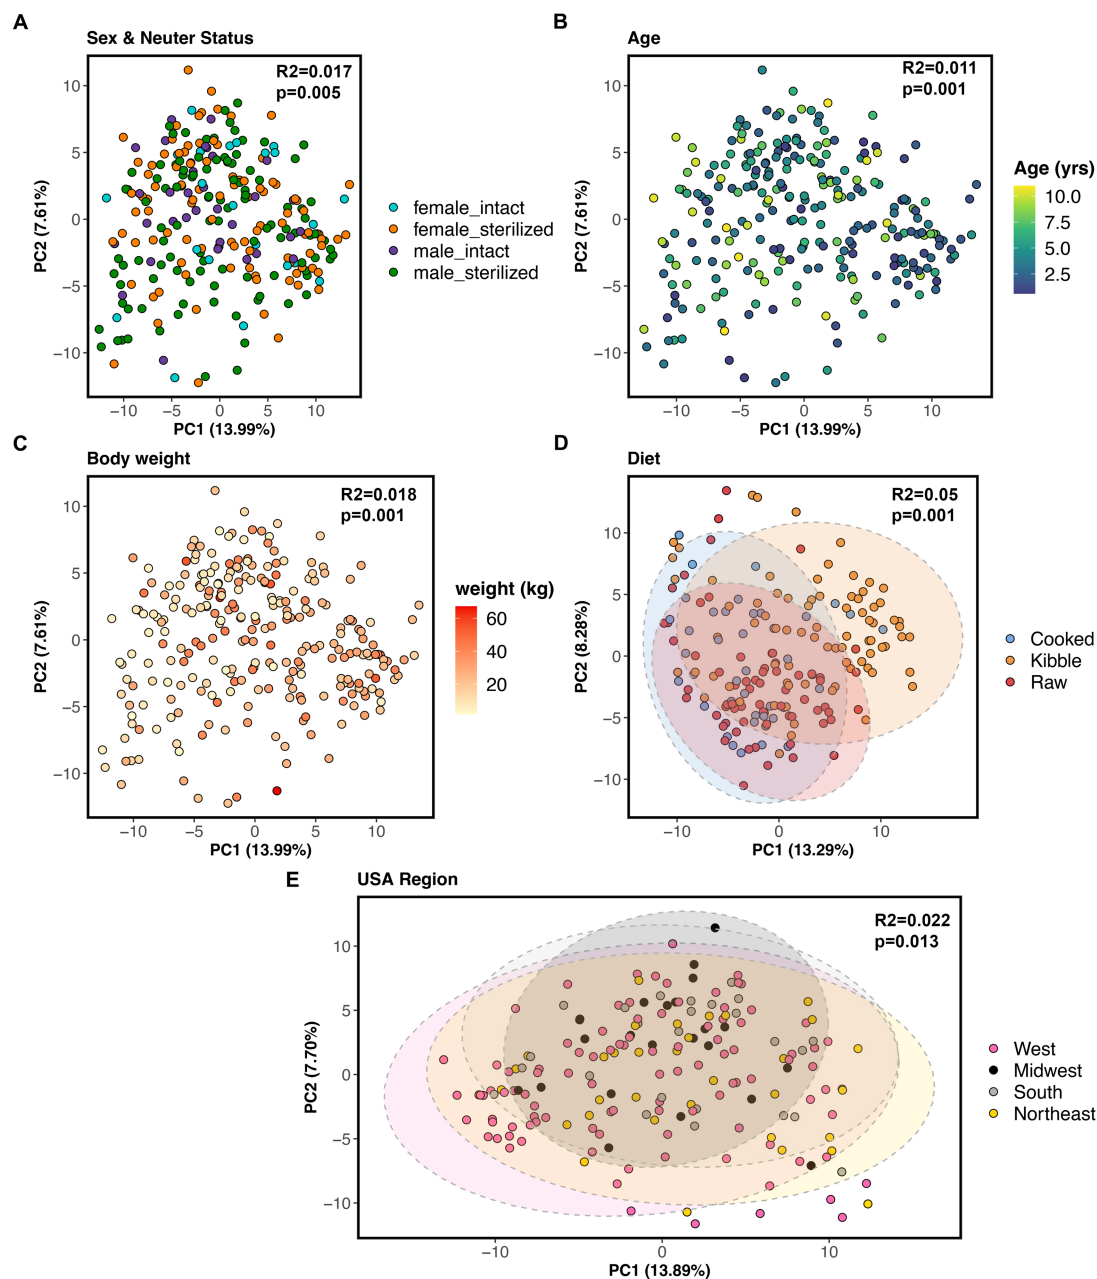 A
Sex & Neuter Status
R2=0.017
p=0.005
10
5
0
−5
−10
PC2 (7.61%)
−10
−5
0
5
10
PC1 (13.99%)
female_intact
female_sterilized
male_intact
male_sterilized
B
Age
R2=0.011
p=0.001
10
5
0
−5
−10
PC2 (7.61%)
−10
−5
0
5
10
PC1 (13.99%)
Age (yrs)
10.0
7.5
5.0
2.5
C
Body weight
R2=0.018
p=0.001
10
5
0
−5
−10
PC2 (7.61%)
−10
−5
0
5
10
PC1 (13.99%)
weight (kg)
60
40
20
D
Diet
R2=0.05
p=0.001
10
5
0
−5
−10
PC2 (8.28%)
−10
0
10
PC1 (13.29%)
Cooked
Kibble
Raw
E
USA Region
R2=0.022
p=0.013
10
5
0
−5
−10
PC2 (7.70%)
−10
0
10
PC1 (13.89%)
West
Midwest
South
Northeast